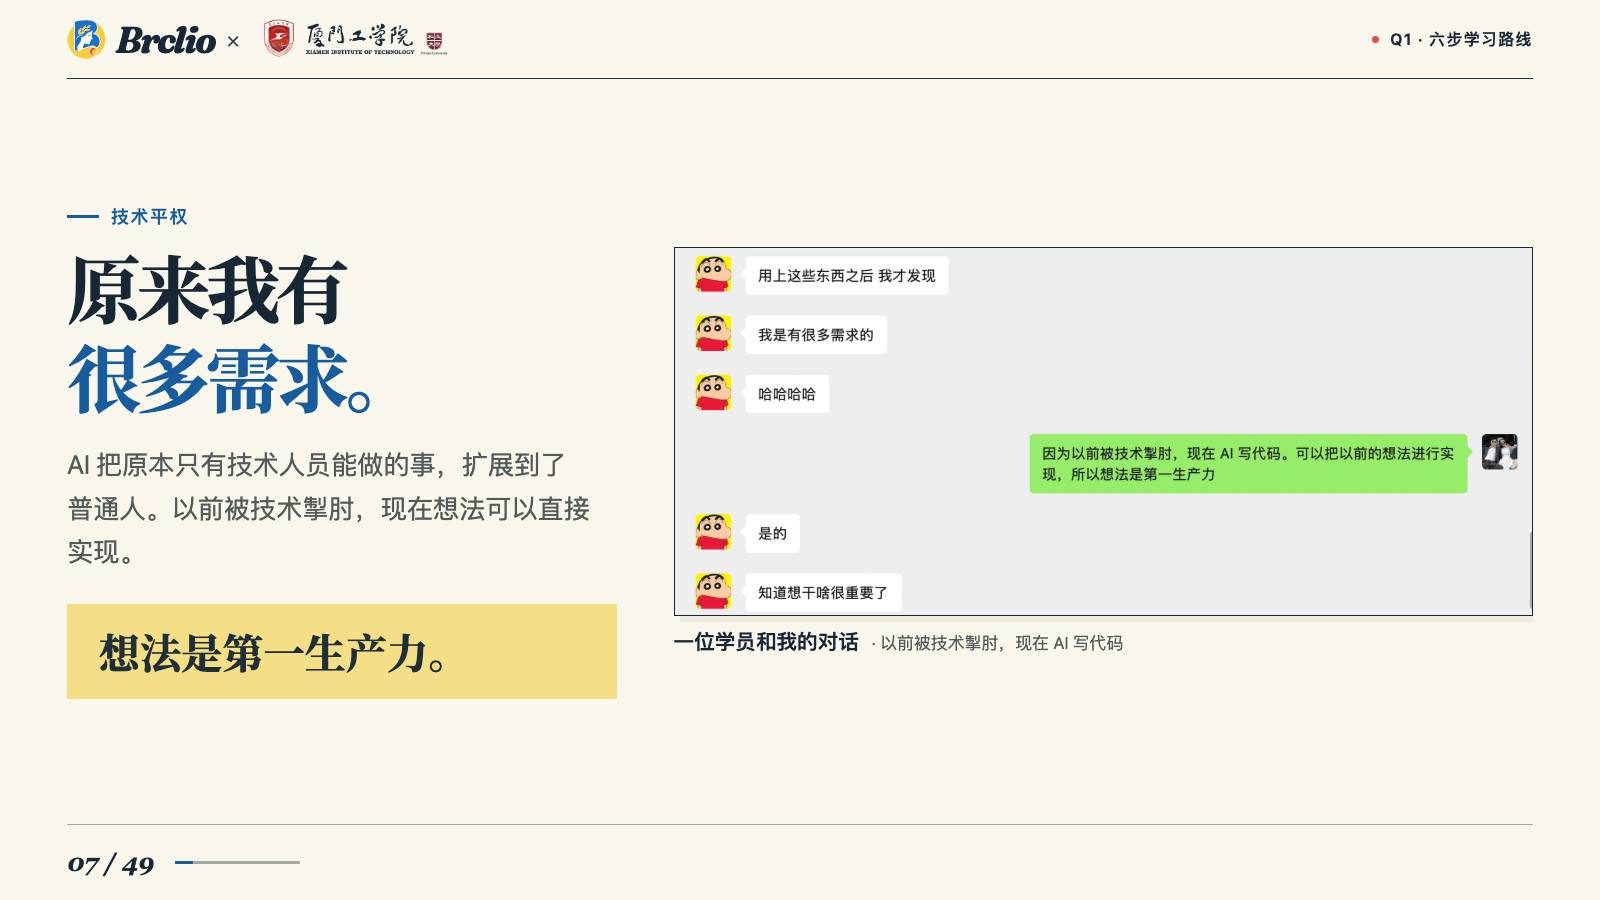 Brclio × 厦门工学院
XIAMEN INSTITUTE OF TECHNOLOGY
Q1 · 六步学习路线
技术平权
原来我有
很多需求。
AI 把原本只有技术人员能做的事，扩展到了
普通人。以前被技术掣肘，现在想法可以直接
实现。
想法是第一生产力。
用上这些东西之后 我才发现
我是有很多需求的
哈哈哈哈
因为以前被技术掣肘，现在 AI 写代码。可以把以前的想法进行实
现，所以想法是第一生产力
是的
知道想干啥很重要了
一位学员和我的对话 · 以前被技术掣肘，现在 AI 写代码
07 / 49